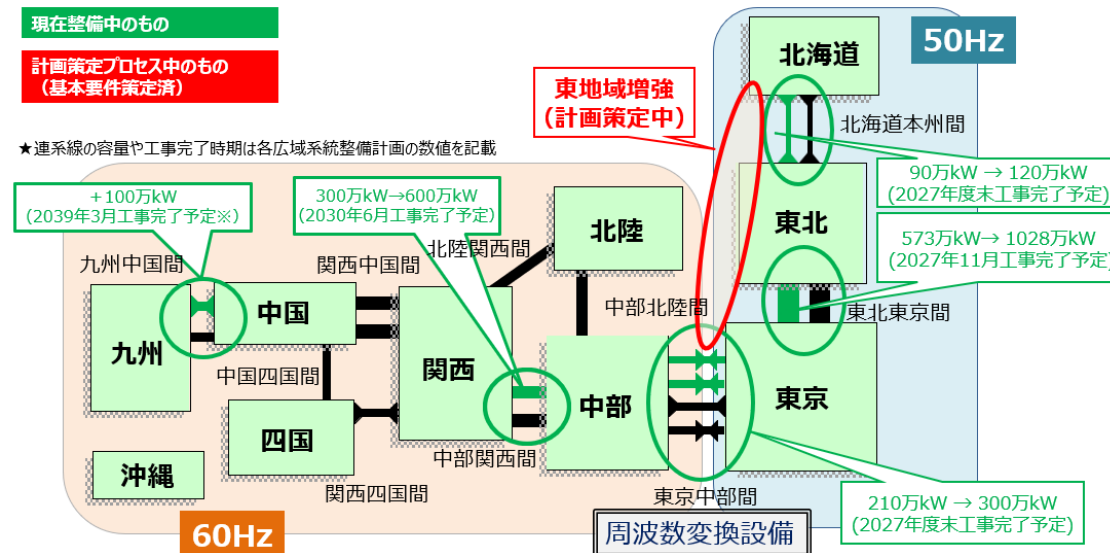 現在整備中のもの
計画策定プロセス中のもの
（基本要件策定済）
★連系線の容量や工事完了時期は各広域系統整備計画の数値を記載
50Hz
北海道
東地域増強
(計画策定中)
北海道本州間
90万kW → 120万kW
(2027年度末工事完了予定)
+100万kW
(2039年3月工事完了予定※)
300万kW→600万kW
(2030年6月工事完了予定)
東北
北陸
573万kW→ 1028万kW
(2027年11月工事完了予定)
九州中国間
関西中国間
北陸関西間
中部北陸間
東北東京間
中国
九州
関西
中部
東京
中国四国間
四国
中部関西間
沖縄
関西四国間
東京中部間
210万kW → 300万kW
(2027年度末工事完了予定)
60Hz
周波数変換設備